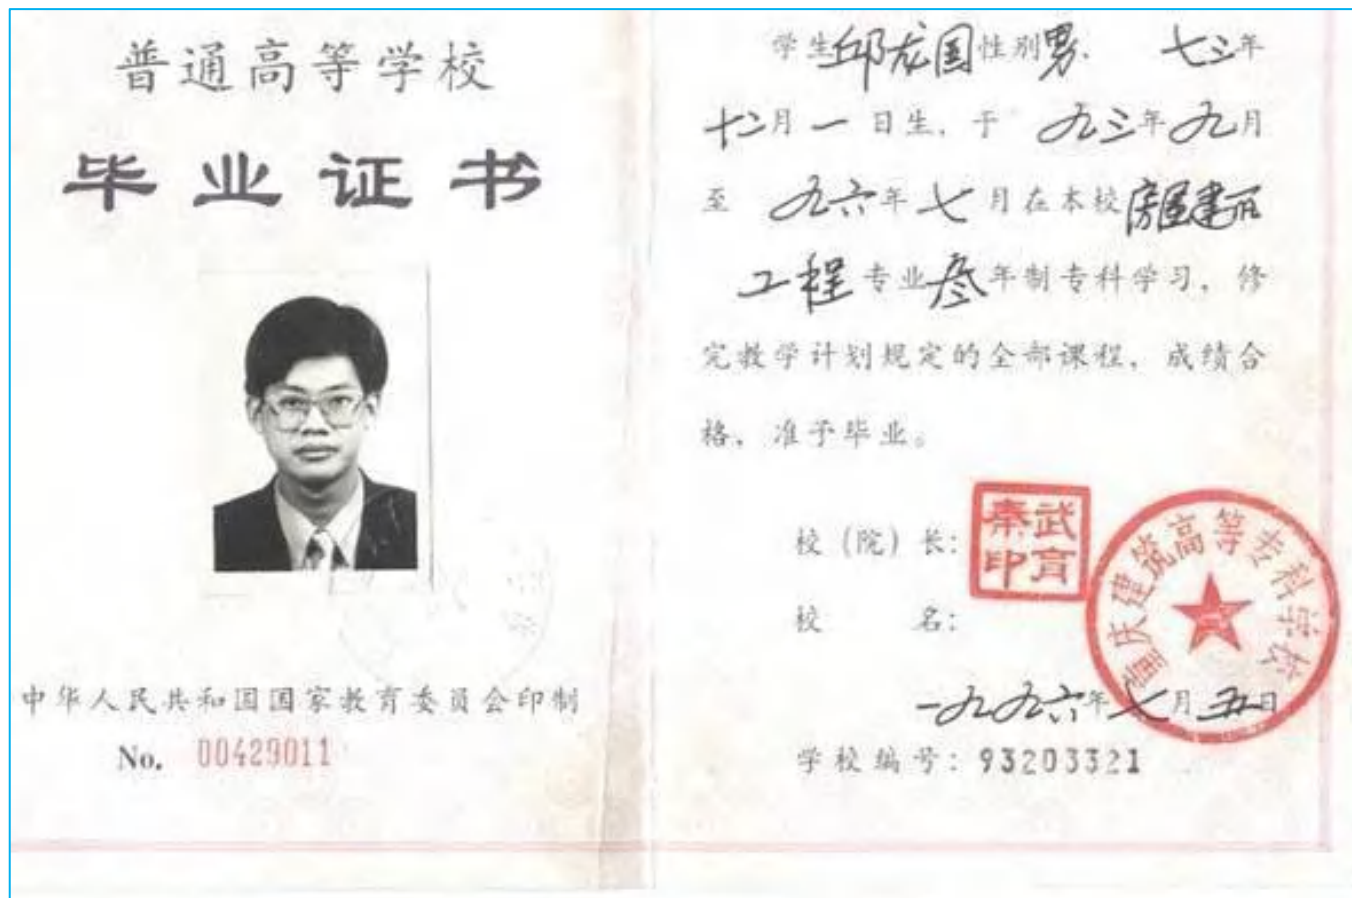 普通高等学校
毕业证书
中华人民共和国国家教育委员会印制
No. 00429011
学生邱龙国性别男、 七三年
十二月一日生,于 九三年九月
至 九六年七月在本校房屋建筑
工程专业叁年制专科学习,修
完教学计划规定的全部课程,成绩合
格,准予毕业。
校(院)长:
秦武
印育
校 名:
重庆建筑高等专科学校
一九九六年七月五日
学校编号:93203321